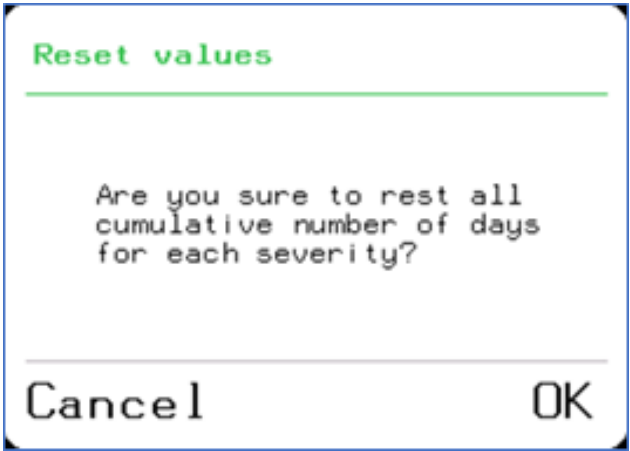 Reset values
Are you sure to rest all
cumulative number of days
for each severity?
Cancel OK